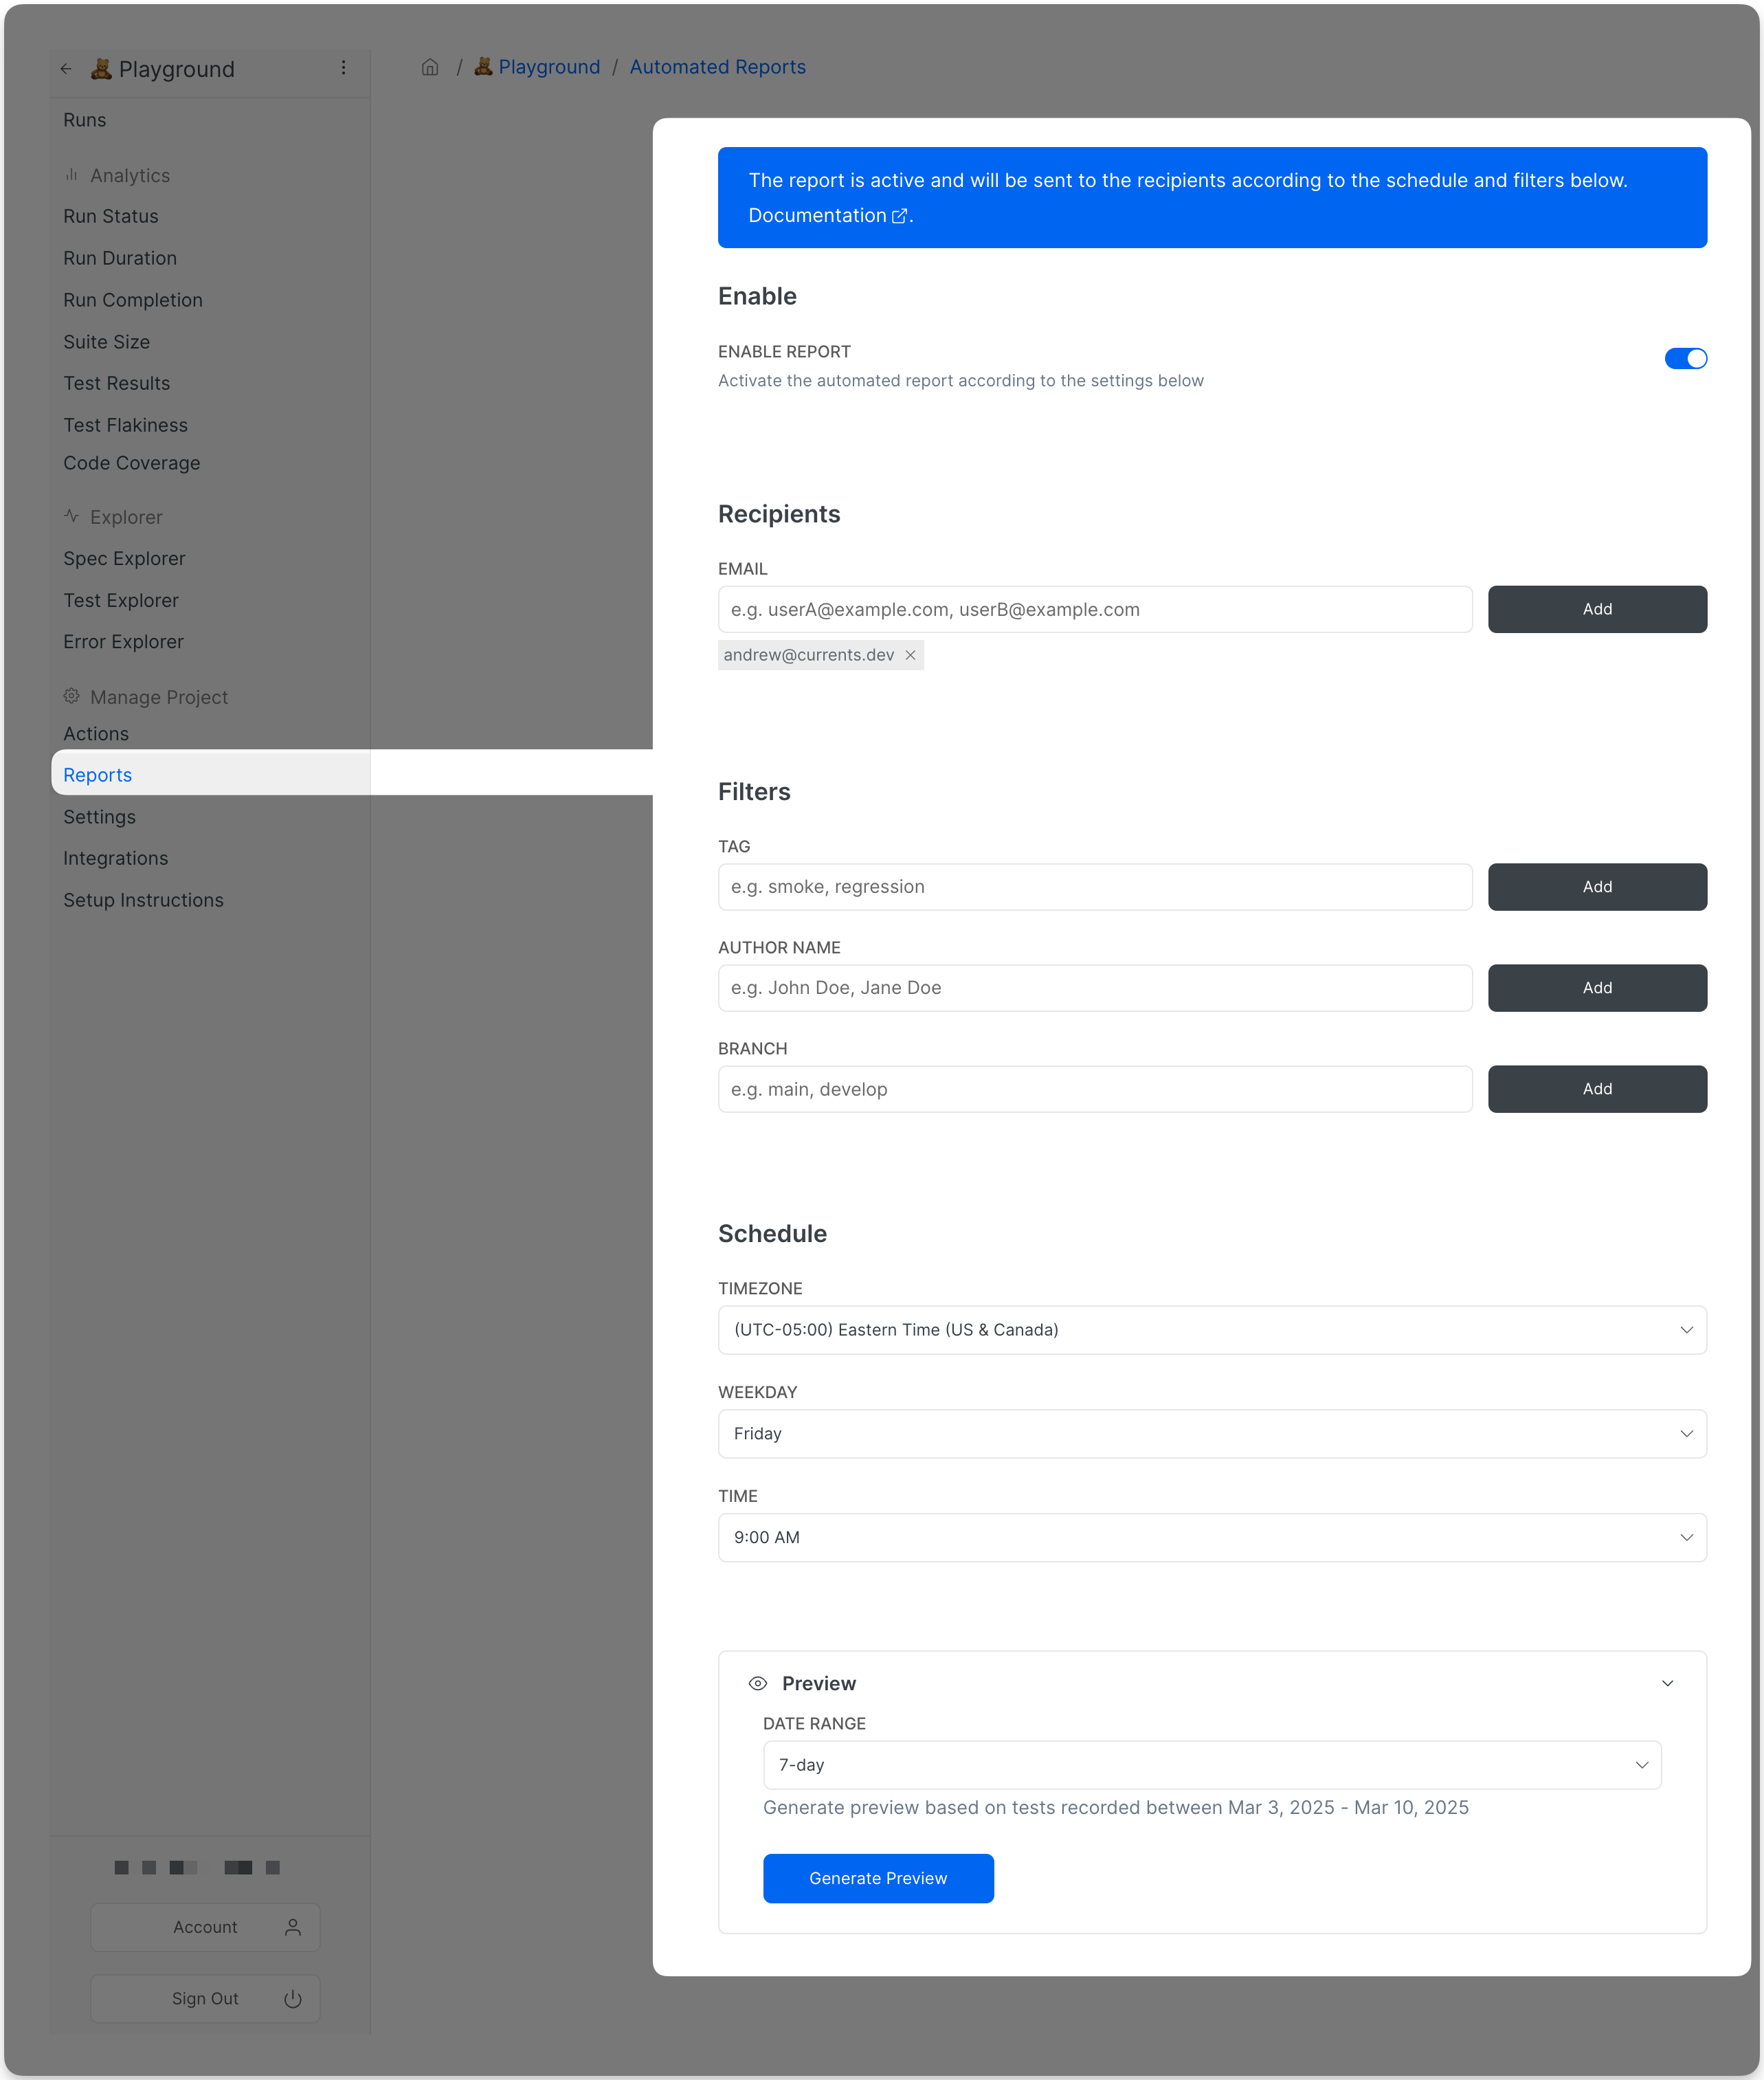 Playground
Runs
Analytics
Run Status
Run Duration
Run Completion
Suite Size
Test Results
Test Flakiness
Code Coverage
Explorer
Spec Explorer
Test Explorer
Error Explorer
Manage Project
Actions
Reports
Settings
Integrations
Setup Instructions
Account
Sign Out
/ Playground / Automated Reports
The report is active and will be sent to the recipients according to the schedule and filters below.
Documentation.
Enable
ENABLE REPORT
Activate the automated report according to the settings below
Recipients
EMAIL
e.g. userA@example.com, userB@example.com
Add
andrew@currents.dev
Filters
TAG
e.g. smoke, regression
Add
AUTHOR NAME
e.g. John Doe, Jane Doe
Add
BRANCH
e.g. main, develop
Add
Schedule
TIMEZONE
(UTC-05:00) Eastern Time (US & Canada)
WEEKDAY
Friday
TIME
9:00 AM
Preview
DATE RANGE
7-day
Generate preview based on tests recorded between Mar 3, 2025 - Mar 10, 2025
Generate Preview